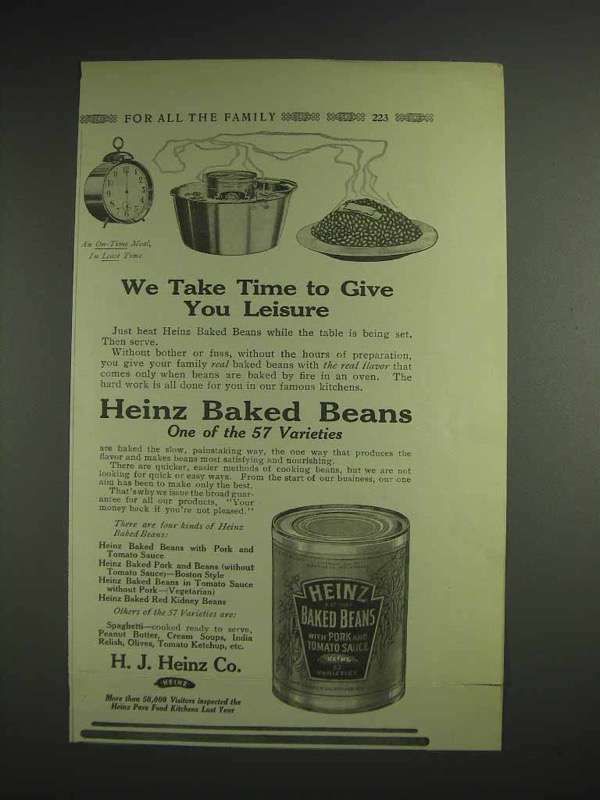 FOR ALL THE FAMILY 223
An On-Time Meal,
In Least Time
We Take Time to Give
You Leisure
Just heat Heinz Baked Beans while the table is being set.
Then serve.
Without bother or fuss, without the hours of preparation,
you give your family real baked beans with the real flavor that
comes only when beans are baked by fire in an oven. The
hard work is all done for you in our famous kitchens.
Heinz Baked Beans
One of the 57 Varieties
are baked the slow, painstaking way, the one way that produces the
flavor and makes beans most satisfying and nourishing.
There are quicker, easier methods of cooking beans, but we are not
looking for quick or easy ways. From the start of our business, our one
aim has been to make only the best.
That's why we issue the broad guar-
antee for all our products, "Your
money back if you're not pleased."
There are four kinds of Heinz
Baked Beans:
Heinz Baked Beans with Pork and
Tomato Sauce
Heinz Baked Pork and Beans (without
Tomato Sauce)—Boston Style
Heinz Baked Beans in Tomato Sauce
without Pork—(Vegetarian)
Heinz Baked Red Kidney Beans
Others of the 57 Varieties are:
Spaghetti—cooked ready to serve,
Peanut Butter, Cream Soups, India
Relish, Olives, Tomato Ketchup, etc.
H. J. Heinz Co.
HEINZ
More than 50,000 Visitors inspected the
Heinz Pure Food Kitchens Last Year
HEINZ
BAKED BEANS
WITH PORK AND
TOMATO SAUCE
HEINZ
57
VARIETIES